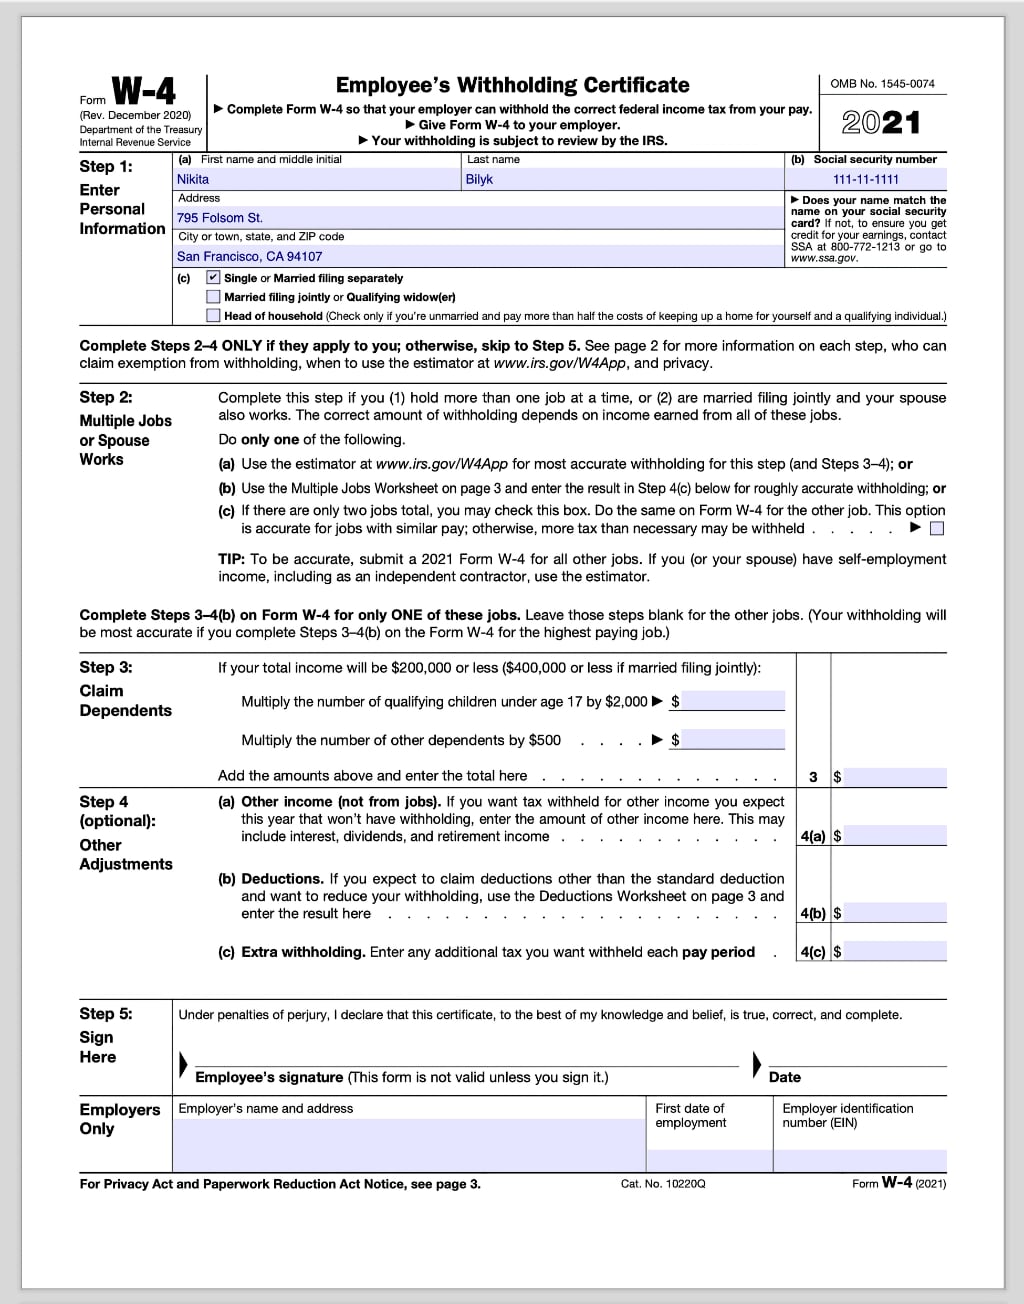 Form W-4
(Rev. December 2020)
Department of the Treasury
Internal Revenue Service
Employee's Withholding Certificate
▶ Complete Form W-4 so that your employer can withhold the correct federal income tax from your pay.
▶ Give Form W-4 to your employer.
▶ Your withholding is subject to review by the IRS.
OMB No. 1545-0074
2021
Step 1:
Enter
Personal
Information
(a) First name and middle initial
Nikita
Last name
Bilyk
(b) Social security number
111-11-1111
Address
795 Folsom St.
City or town, state, and ZIP code
San Francisco, CA 94107
▶ Does your name match the
name on your social security
card? If not, to ensure you get
credit for your earnings, contact
SSA at 800-772-1213 or go to
www.ssa.gov.
(c) ✔ Single or Married filing separately
Married filing jointly or Qualifying widow(er)
Head of household (Check only if you're unmarried and pay more than half the costs of keeping up a home for yourself and a qualifying individual.)
Complete Steps 2–4 ONLY if they apply to you; otherwise, skip to Step 5. See page 2 for more information on each step, who can
claim exemption from withholding, when to use the estimator at www.irs.gov/W4App, and privacy.
Step 2:
Multiple Jobs
or Spouse
Works
Complete this step if you (1) hold more than one job at a time, or (2) are married filing jointly and your spouse
also works. The correct amount of withholding depends on income earned from all of these jobs.
Do only one of the following.
(a) Use the estimator at www.irs.gov/W4App for most accurate withholding for this step (and Steps 3–4); or
(b) Use the Multiple Jobs Worksheet on page 3 and enter the result in Step 4(c) below for roughly accurate withholding; or
(c) If there are only two jobs total, you may check this box. Do the same on Form W-4 for the other job. This option
is accurate for jobs with similar pay; otherwise, more tax than necessary may be withheld . . . . . ▶
TIP: To be accurate, submit a 2021 Form W-4 for all other jobs. If you (or your spouse) have self-employment
income, including as an independent contractor, use the estimator.
Complete Steps 3–4(b) on Form W-4 for only ONE of these jobs. Leave those steps blank for the other jobs. (Your withholding will
be most accurate if you complete Steps 3–4(b) on the Form W-4 for the highest paying job.)
Step 3:
Claim
Dependents
If your total income will be $200,000 or less ($400,000 or less if married filing jointly):
Multiply the number of qualifying children under age 17 by $2,000 ▶ $
Multiply the number of other dependents by $500 . . . . ▶ $
Add the amounts above and enter the total here . . . . . . . . . . . . . 3 $
Step 4
(optional):
Other
Adjustments
(a) Other income (not from jobs). If you want tax withheld for other income you expect
this year that won't have withholding, enter the amount of other income here. This may
include interest, dividends, and retirement income . . . . . . . . . . . . 4(a) $
(b) Deductions. If you expect to claim deductions other than the standard deduction
and want to reduce your withholding, use the Deductions Worksheet on page 3 and
enter the result here . . . . . . . . . . . . . . . . . . . . . 4(b) $
(c) Extra withholding. Enter any additional tax you want withheld each pay period . 4(c) $
Step 5:
Sign
Here
Under penalties of perjury, I declare that this certificate, to the best of my knowledge and belief, is true, correct, and complete.
Employee's signature (This form is not valid unless you sign it.)
Date
Employers
Only
Employer's name and address
First date of
employment
Employer identification
number (EIN)
For Privacy Act and Paperwork Reduction Act Notice, see page 3.
Cat. No. 10220Q
Form W-4 (2021)